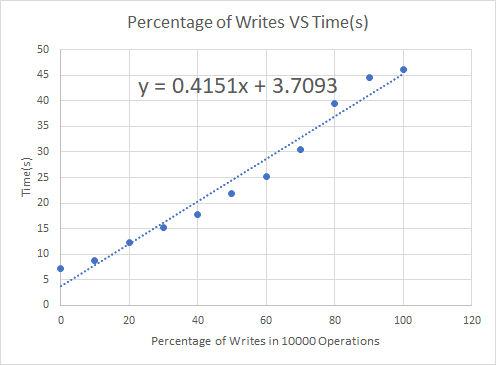 Percentage of Writes VS Time(s)
50
45
40
35
30
25
20
15
10
5
0
y = 0.4151x + 3.7093
Time(s)
0 20 40 60 80 100 120
Percentage of Writes in 10000 Operations